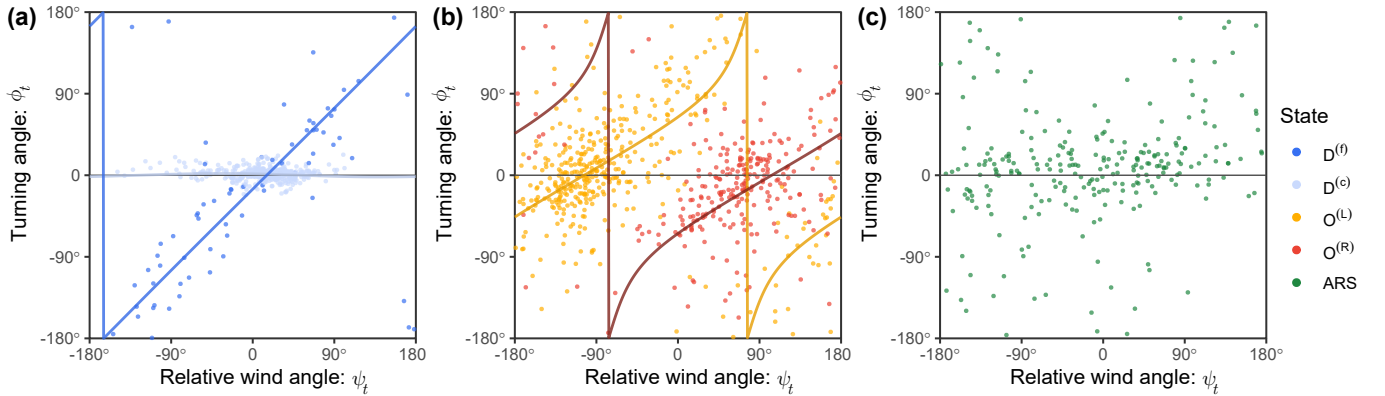 (a)
180°
90°
0
-90°
-180°
-180°
-90°
0
90°
180
Turning angle: ϕt
Relative wind angle: ψt
(b)
180°
90°
0
-90°
-180°
-180°
-90°
0
90°
180°
Turning angle: ϕt
Relative wind angle: ψt
(c)
180°
90°
0
-90°
-180°
-180°
-90°
0
90°
180°
Turning angle: ϕt
Relative wind angle: ψt
State
D(f)
D(c)
O(L)
O(R)
ARS